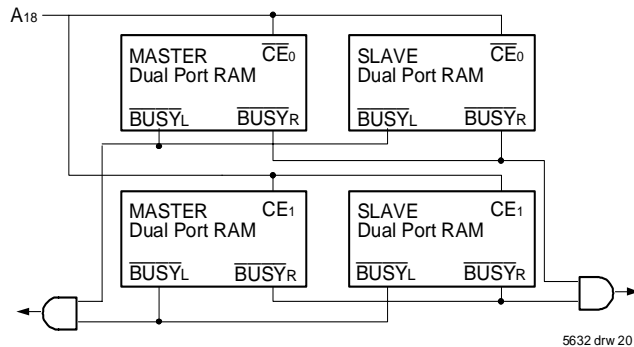 A18
MASTER CE0
Dual Port RAM
BUSYL BUSYR
SLAVE CE0
Dual Port RAM
BUSYL BUSYR
MASTER CE1
Dual Port RAM
BUSYL BUSYR
SLAVE CE1
Dual Port RAM
BUSYL BUSYR
5632 drw 20